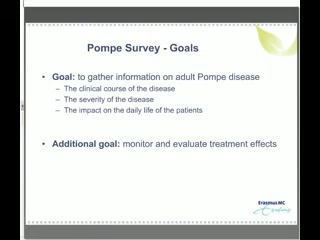 Pompe Survey - Goals
• Goal: to gather information on adult Pompe disease
– The clinical course of the disease
– The severity of the disease
– The impact on the daily life of the patients
• Additional goal: monitor and evaluate treatment effects
Erasmus MC